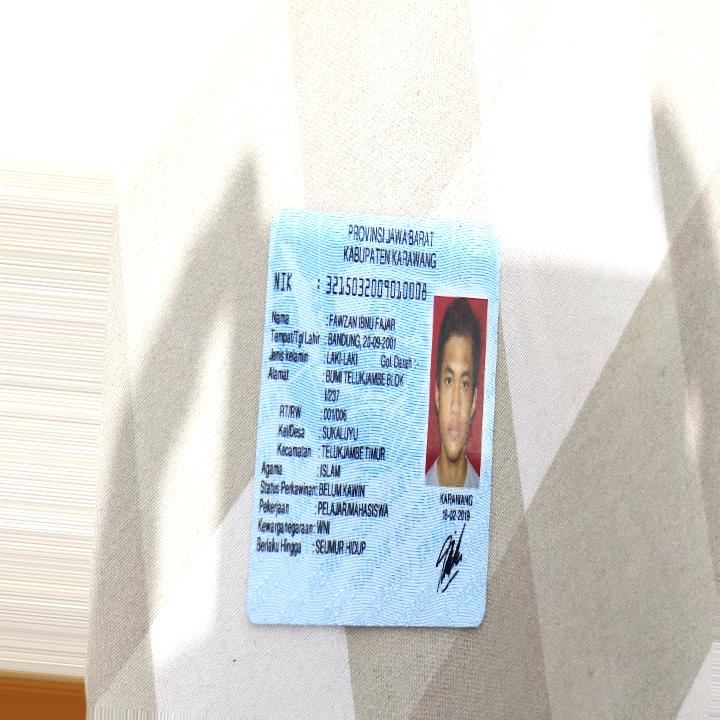 PROVINSI JAWA BARAT
KABUPATEN KARAWANG
NIK : 3215032009010008
Nama : FAWZAN IBNU FAJAR
Tempat/Tgl Lahir : BANDUNG, 20-09-2001
Jenis kelamin : LAKI-LAKI Gol. Darah :-
Alamat : BUMI TELUKJAMBE BLOK
I/237
RT/RW : 001/006
Kel/Desa : SUKALUYU
Kecamatan : TELUKJAMBE TIMUR
Agama : ISLAM
Status Perkawinan: BELUM KAWIN
Pekerjaan : PELAJAR/MAHASISWA
Kewarganegaraan: WNI
Berlaku Hingga : SEUMUR HIDUP
KARAWANG
18-02-2019